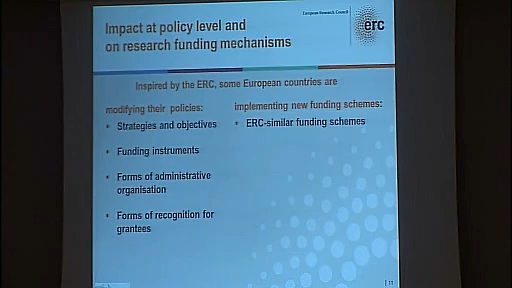 Impact at policy level and
on research funding mechanisms
European Research Council
erc
Inspired by the ERC, some European countries are
modifying their policies:
• Strategies and objectives
• Funding instruments
• Forms of administrative
organisation
• Forms of recognition for
grantees
implementing new funding schemes:
• ERC-similar funding schemes